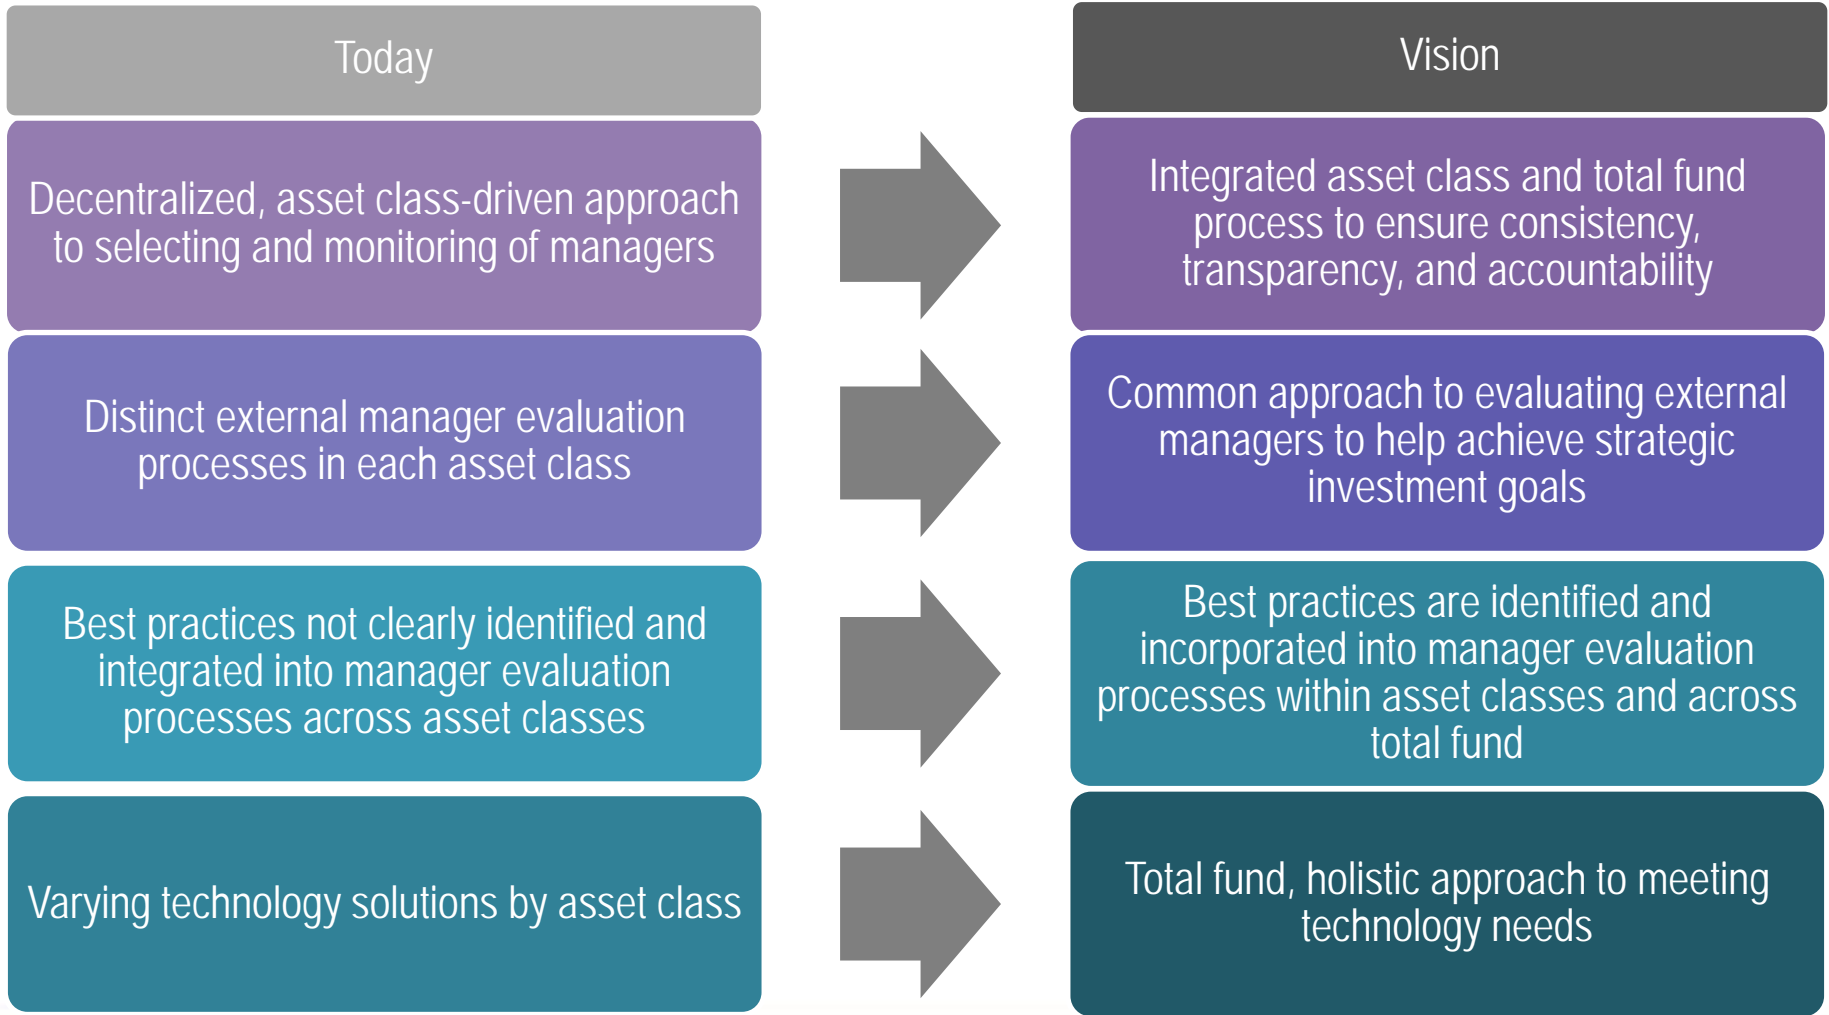 Today
Vision
Decentralized, asset class-driven approach
to selecting and monitoring of managers
Integrated asset class and total fund
process to ensure consistency,
transparency, and accountability
Distinct external manager evaluation
processes in each asset class
Common approach to evaluating external
managers to help achieve strategic
investment goals
Best practices not clearly identified and
integrated into manager evaluation
processes across asset classes
Best practices are identified and
incorporated into manager evaluation
processes within asset classes and across
total fund
Varying technology solutions by asset class
Total fund, holistic approach to meeting
technology needs